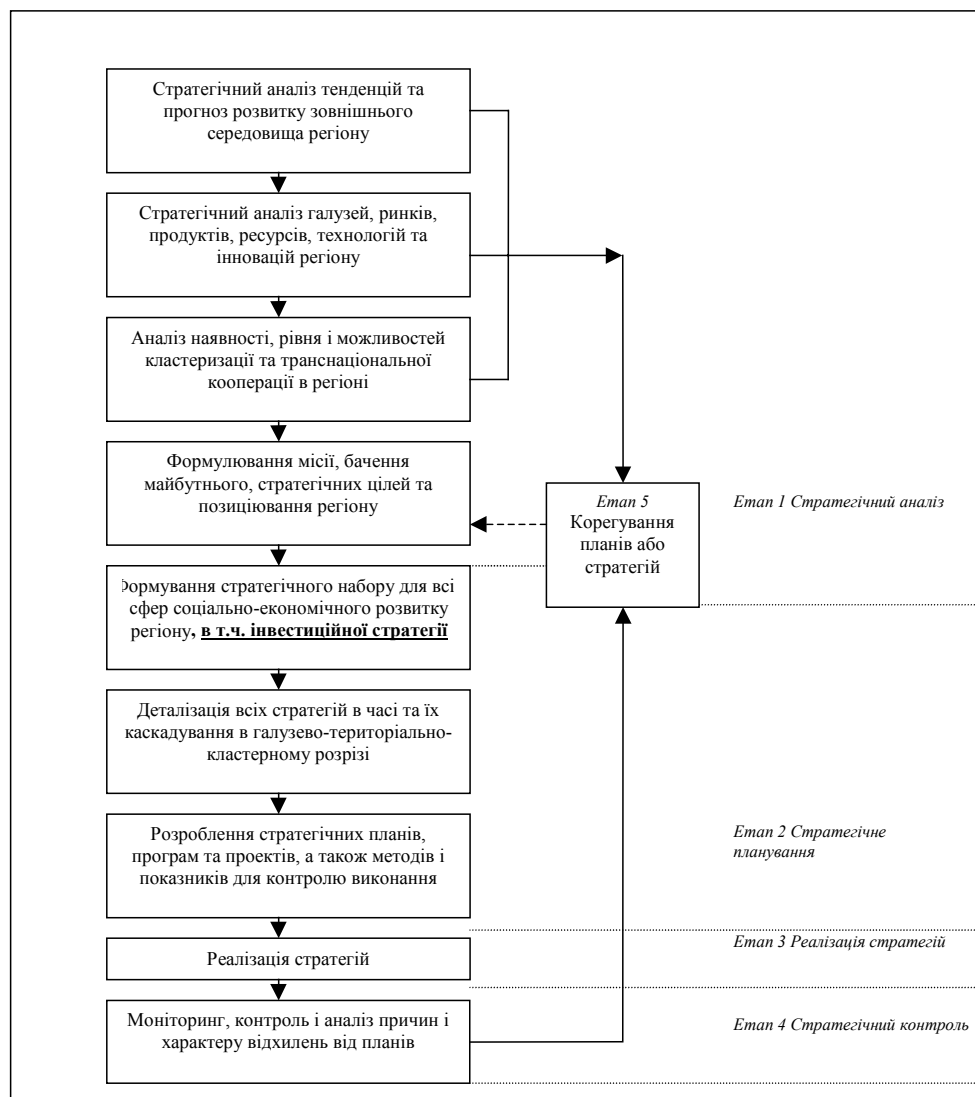 Стратегічний аналіз тенденцій та
прогноз розвитку зовнішнього
середовища регіону
Стратегічний аналіз галузей, ринків,
продуктів, ресурсів, технологій та
інновацій регіону
Аналіз наявності, рівня і можливостей
кластеризації та транснаціональної
кооперації в регіоні
Формулювання місії, бачення
майбутнього, стратегічних цілей та
позиціювання регіону
Етап 5
Корегування
планів або
стратегій
Етап 1 Стратегічний аналіз
Формування стратегічного набору для всі
сфер соціально-економічного розвитку
регіону, в т.ч. інвестиційної стратегії
Деталізація всіх стратегій в часі та їх
каскадування в галузево-територіально-
кластерному розрізі
Розроблення стратегічних планів,
програм та проектів, а також методів і
показників для контролю виконання
Етап 2 Стратегічне
планування
Реалізація стратегій
Етап 3 Реалізація стратегій
Моніторинг, контроль і аналіз причин і
характеру відхилень від планів
Етап 4 Стратегічний контроль